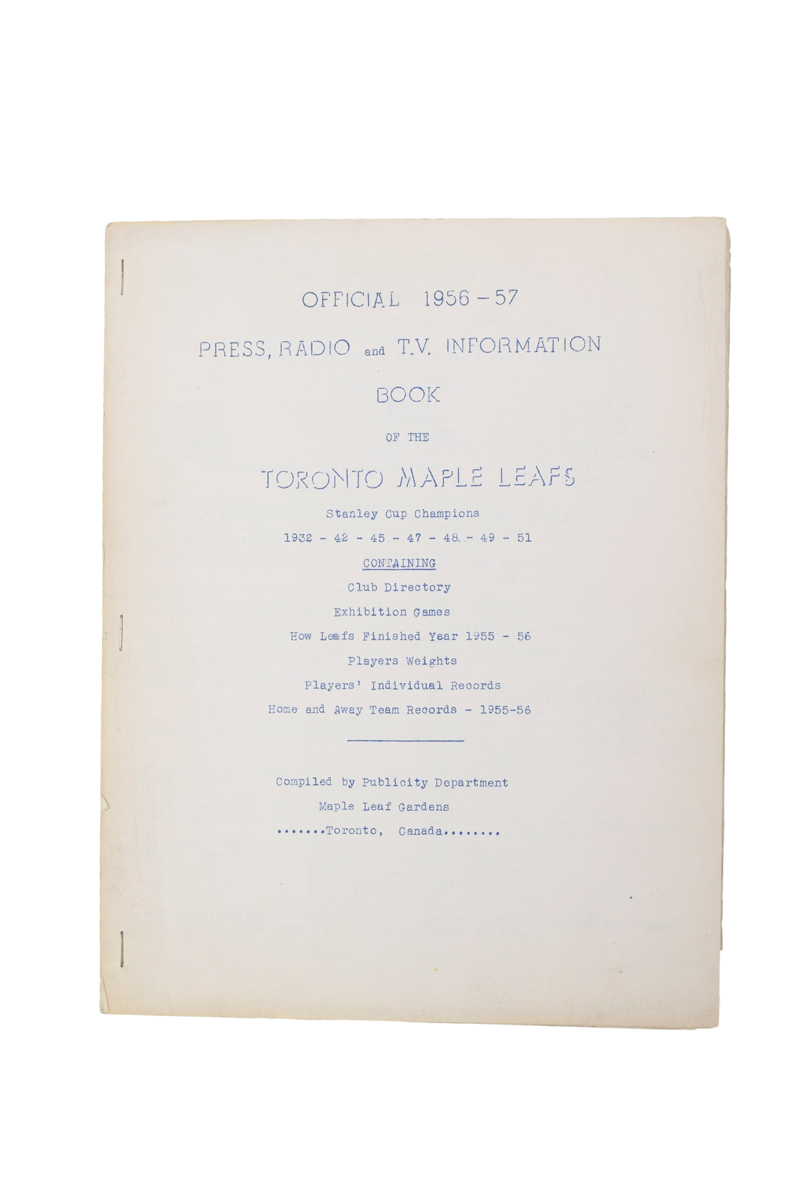 OFFICIAL 1956 – 57
PRESS, RADIO and T.V. INFORMATION
BOOK
OF THE
TORONTO MAPLE LEAFS
Stanley Cup Champions
1932 - 42 - 45 - 47 - 48 - 49 - 51
CONTAINING
Club Directory
Exhibition Games
How Leafs Finished Year 1955 - 56
Players Weights
Players' Individual Records
Home and Away Team Records - 1955-56
Compiled by Publicity Department
Maple Leaf Gardens
.......Toronto, Canada........